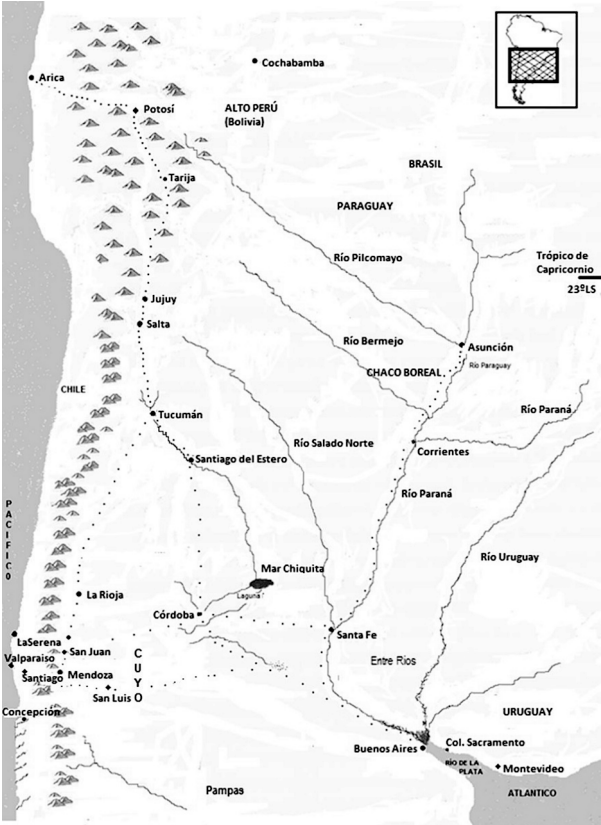 Cochabamba
Arica
Potosí
ALTO PERÚ
(Bolivia)
BRASIL
Tarija
PARAGUAY
Río Pilcomayo
Trópico de
Capricornio
23ºLS
Jujuy
Salta
Río Bermejo
Asunción
Río Paraguay
CHACO BOREAL
CHILE
Tucumán
Río Paraná
Río Salado Norte
Corrientes
Santiago del Estero
Río Paraná
PACIFICO
Río Uruguay
Mar Chiquita
Laguna
La Rioja
Córdoba
Santa Fe
LaSerena
San Juan
CUYO
Entre Ríos
Valparaiso
Santiago
Mendoza
San Luis
Concepción
URUGUAY
Buenos Aires
Col. Sacramento
RÍO DE LA
PLATA
Montevideo
Pampas
ATLANTICO